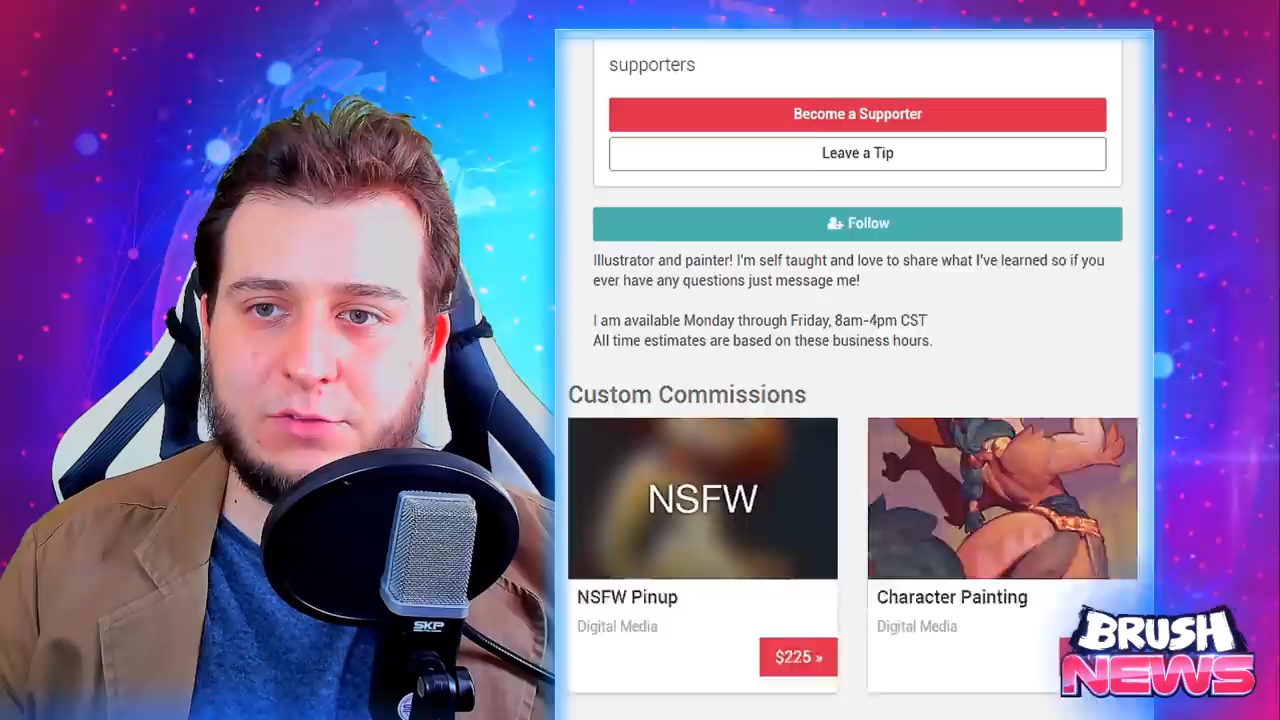 supporters
Become a Supporter
Leave a Tip
Follow
Illustrator and painter! I'm self taught and love to share what I've learned so if you
ever have any questions just message me!
I am available Monday through Friday, 8am-4pm CST
All time estimates are based on these business hours.
Custom Commissions
NSFW
NSFW Pinup
Digital Media
$225 »
Character Painting
Digital Media
SKP
BRUSH
NEWS